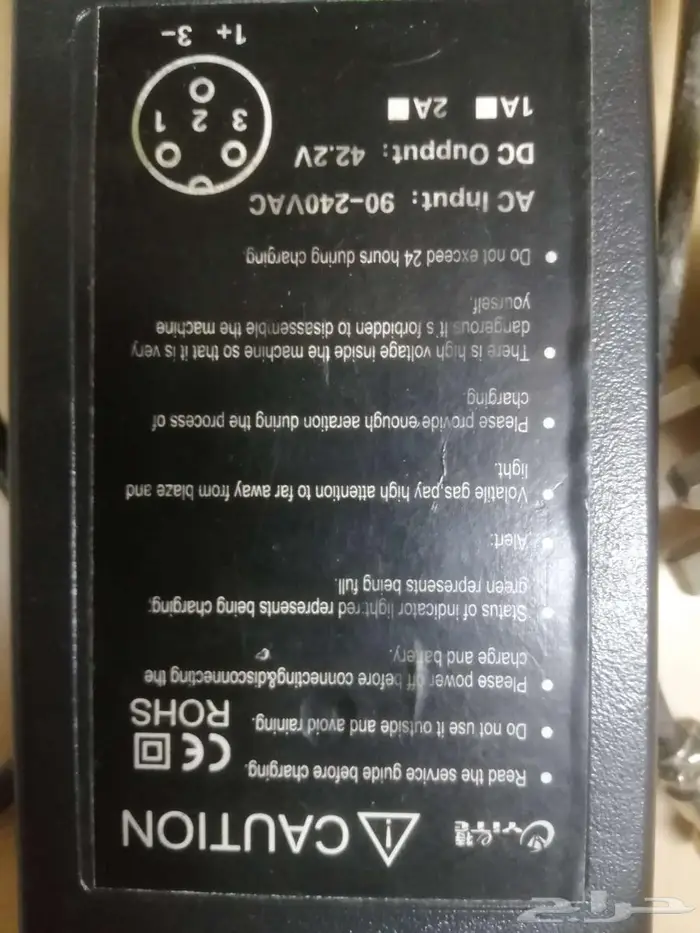 CAUTION
Read the service guide before charging.
Do not use it outside and avoid raining.
CE
ROHS
Please power off before connecting&disconnecting the
charge and battery.
Status of indicator light:red represents being charging;
green represents being full.
Alert:
Volatile gas,pay high attention to far away from blaze and
light.
Please provide enough aeration during the process of
charging.
There is high voltage inside the machine so that it is very
dangerous.it's forbidden to disassemble the machine
yourself.
Do not exceed 24 hours during charging
AC Input: 90-240VAC
DC Oupput: 42.2V
1A 2A
3 2 1
1+ 3-
حراج